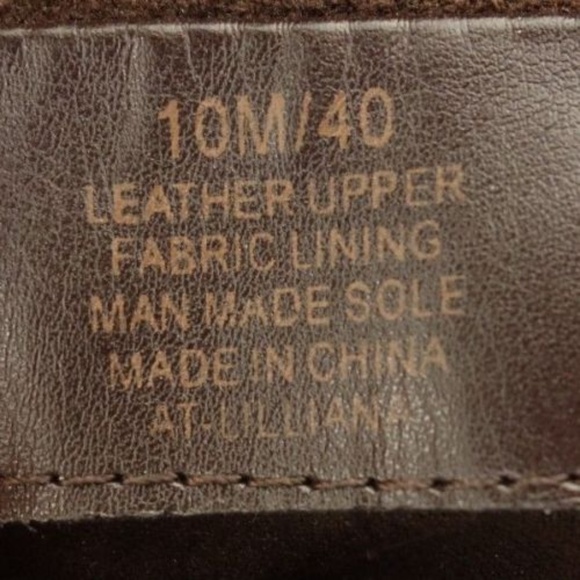 10M/40
LEATHER UPPER
FABRIC LINING
MAN MADE SOLE
MADE IN CHINA
AT-LILLIANA